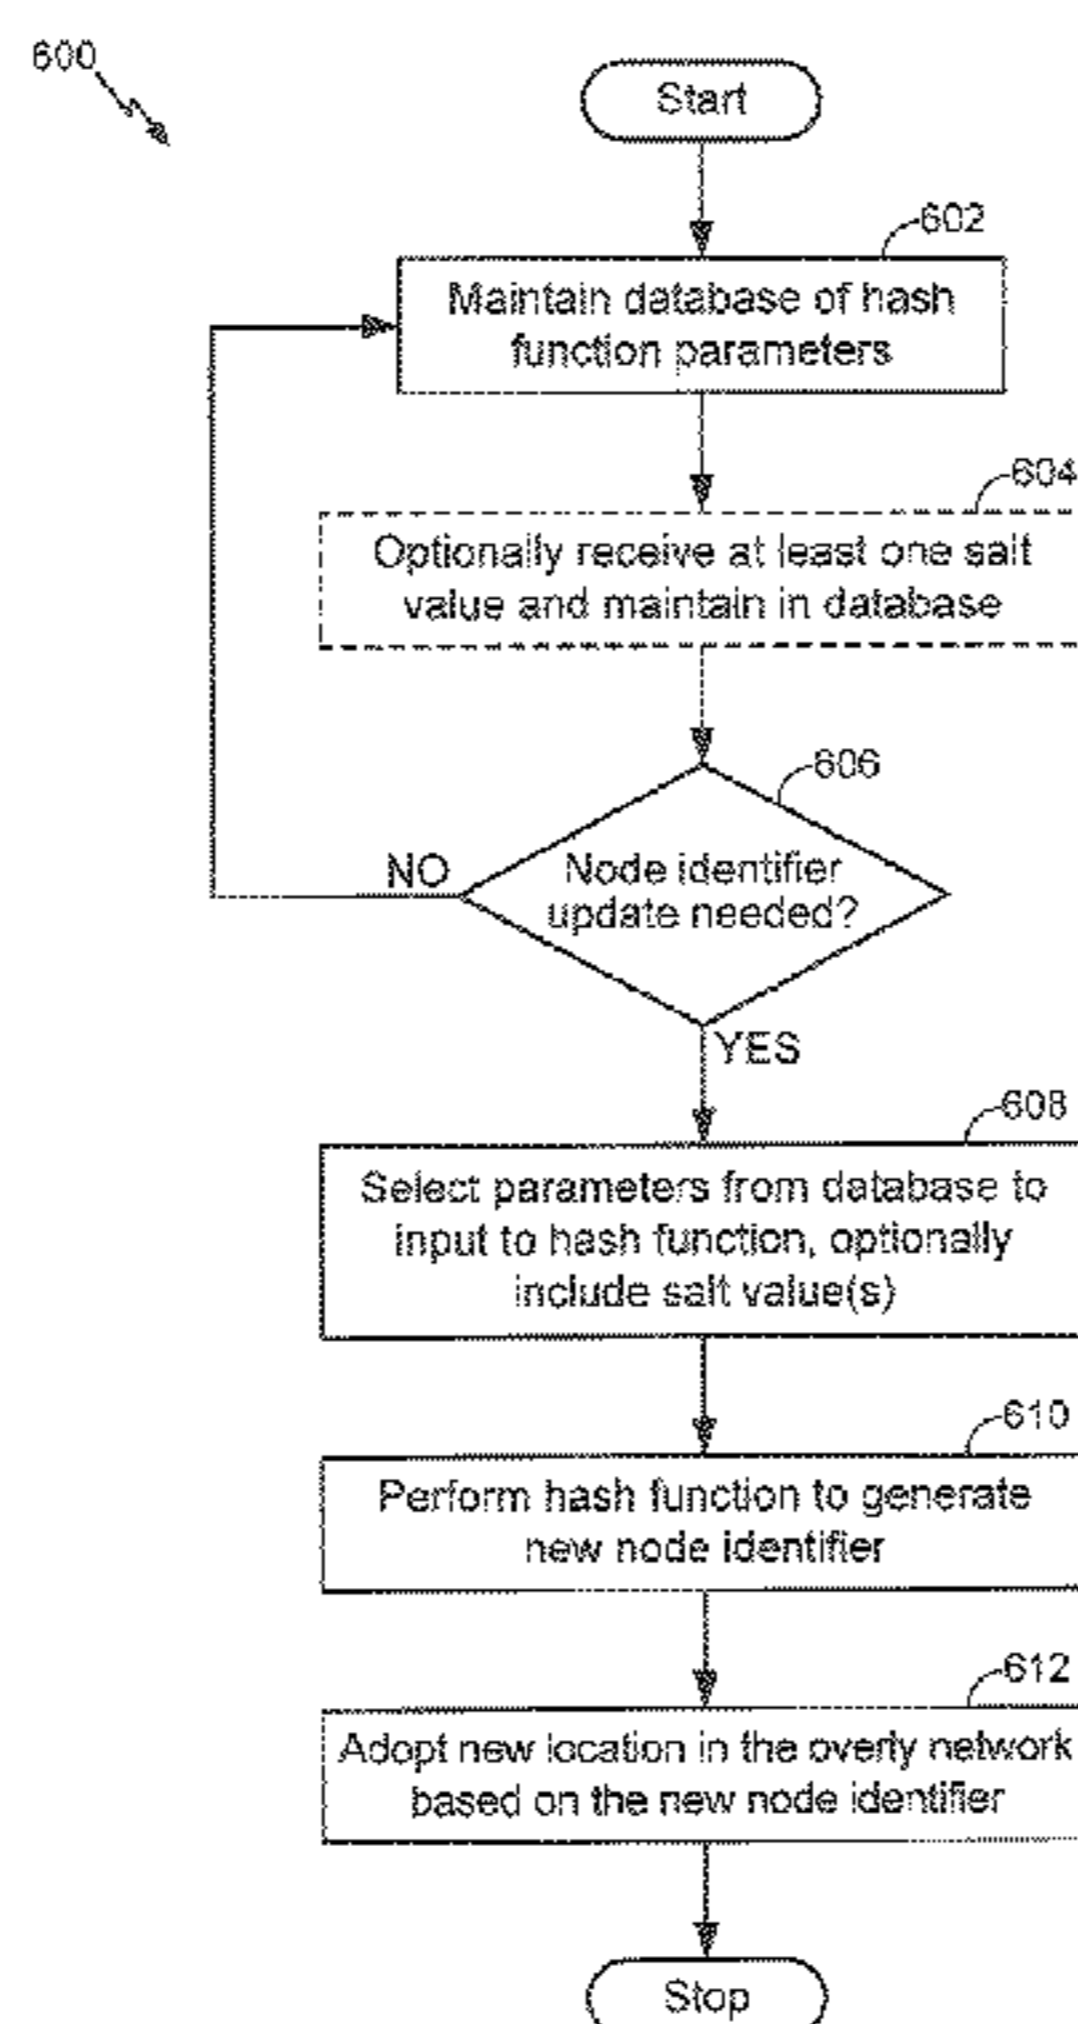 600
Start
602
Maintain database of hash
function parameters
604
Optionally receive at least one salt
value and maintain in database
606
NO
Node identifier
update needed?
YES
608
Select parameters from database to
input to hash function, optionally
include salt value(s)
610
Perform hash function to generate
new node identifier
612
Adopt new location in the overly network
based on the new node identifier
Stop